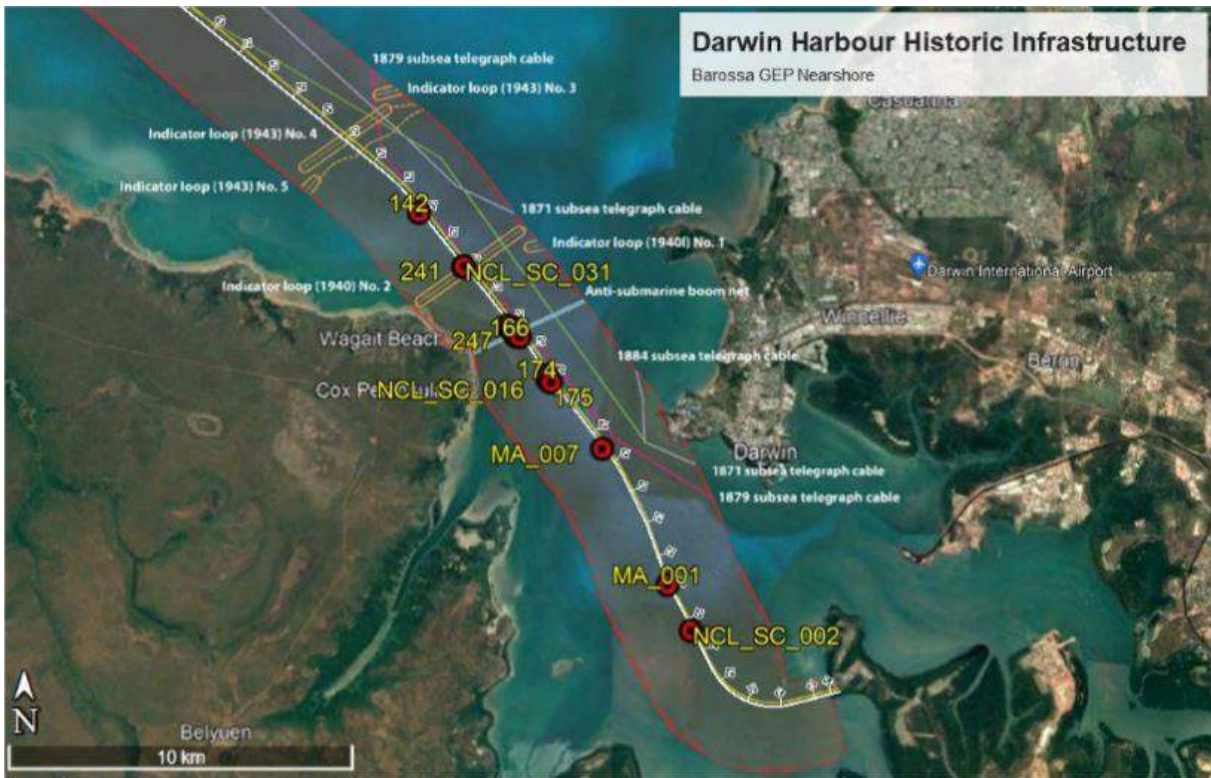 Darwin Harbour Historic Infrastructure
Barossa GEP Nearshore
Casuarina
1879 subsea telegraph cable
Indicator loop (1943) No. 3
Indicator loop (1943) No. 4
Indicator loop (1943) No. 5
142
1871 subsea telegraph cable
Indicator loop (1940l) No. 1
241
NCL_SC_031
Darwin International Airport
Indicator loop (1940) No. 2
Anti-submarine boom net
166
Winnellie
Wagait Beach
247
1884 subsea telegraph cable
Berrimah
174
Cox
NCL_SC_016
175
MA_007
Darwin
1871 subsea telegraph cable
1879 subsea telegraph cable
MA_001
NCL_SC_002
N
Belyuen
10 km